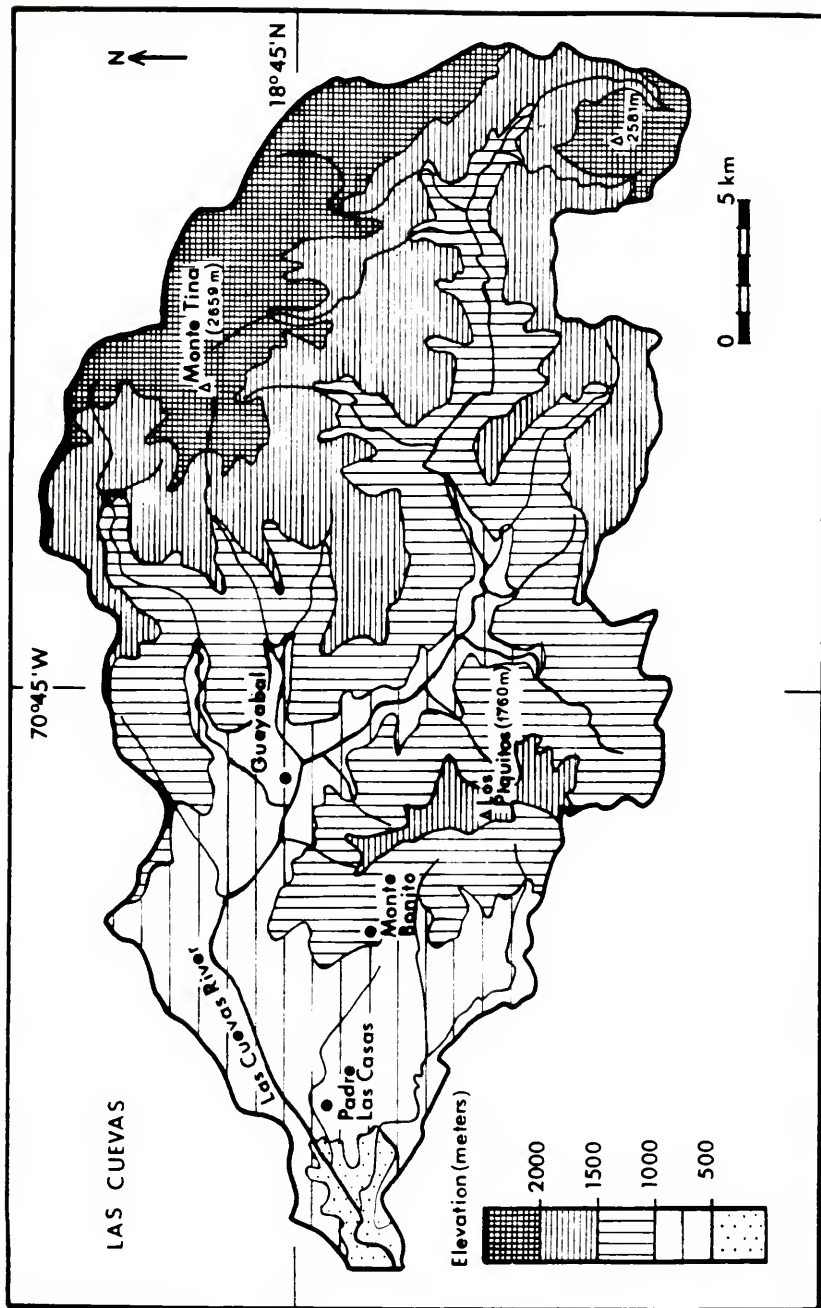 LAS CUEVAS
70°45'W
N
18°45'N
Monte Tina
(2659 m)
Gueyabal
Las Cuevas River
Padre
Las Casas
Monte
Bonito
Los
Piquitos (1760m)
2581m
Elevation (meters)
2000
1500
1000
500
0 5 km